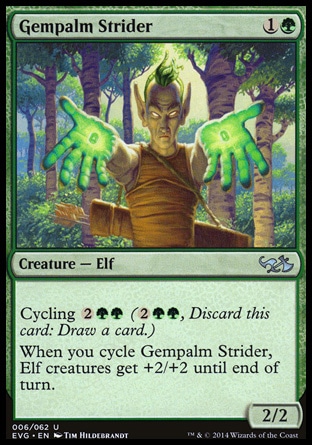 Gempalm Strider 1
Creature — Elf
Cycling 2 (2, Discard this
card: Draw a card.)
When you cycle Gempalm Strider,
Elf creatures get +2/+2 until end of
turn.
2/2
006/062 U
EVG • EN Tim Hildebrandt
™ & © 2014 Wizards of the Coast